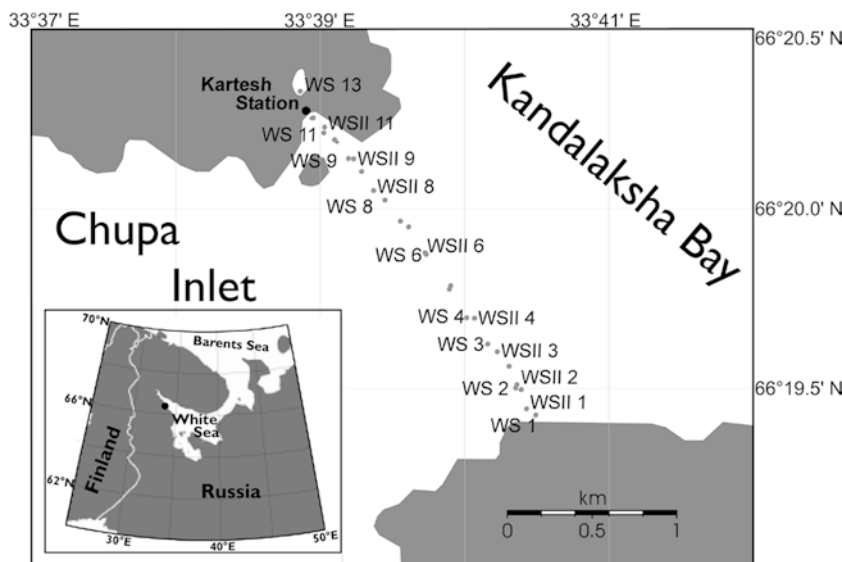 33°37' E
33°39' E
33°41' E
66°20.5' N
Kandalaksha Bay
WS 13
Kartesh
Station
WSII 11
WS 11
WSII 9
WS 9
WSII 8
WS 8
66°20.0' N
Chupa
Inlet
WSII 6
WS 6
WS 4
WSII 4
WS 3
WSII 3
WSII 2
WS 2
66°19.5' N
WSII 1
WS 1
70°N
Barents Sea
66°N
White
Sea
Finland
62°N
Russia
30°E
40°E
50°E
km
0
0.5
1